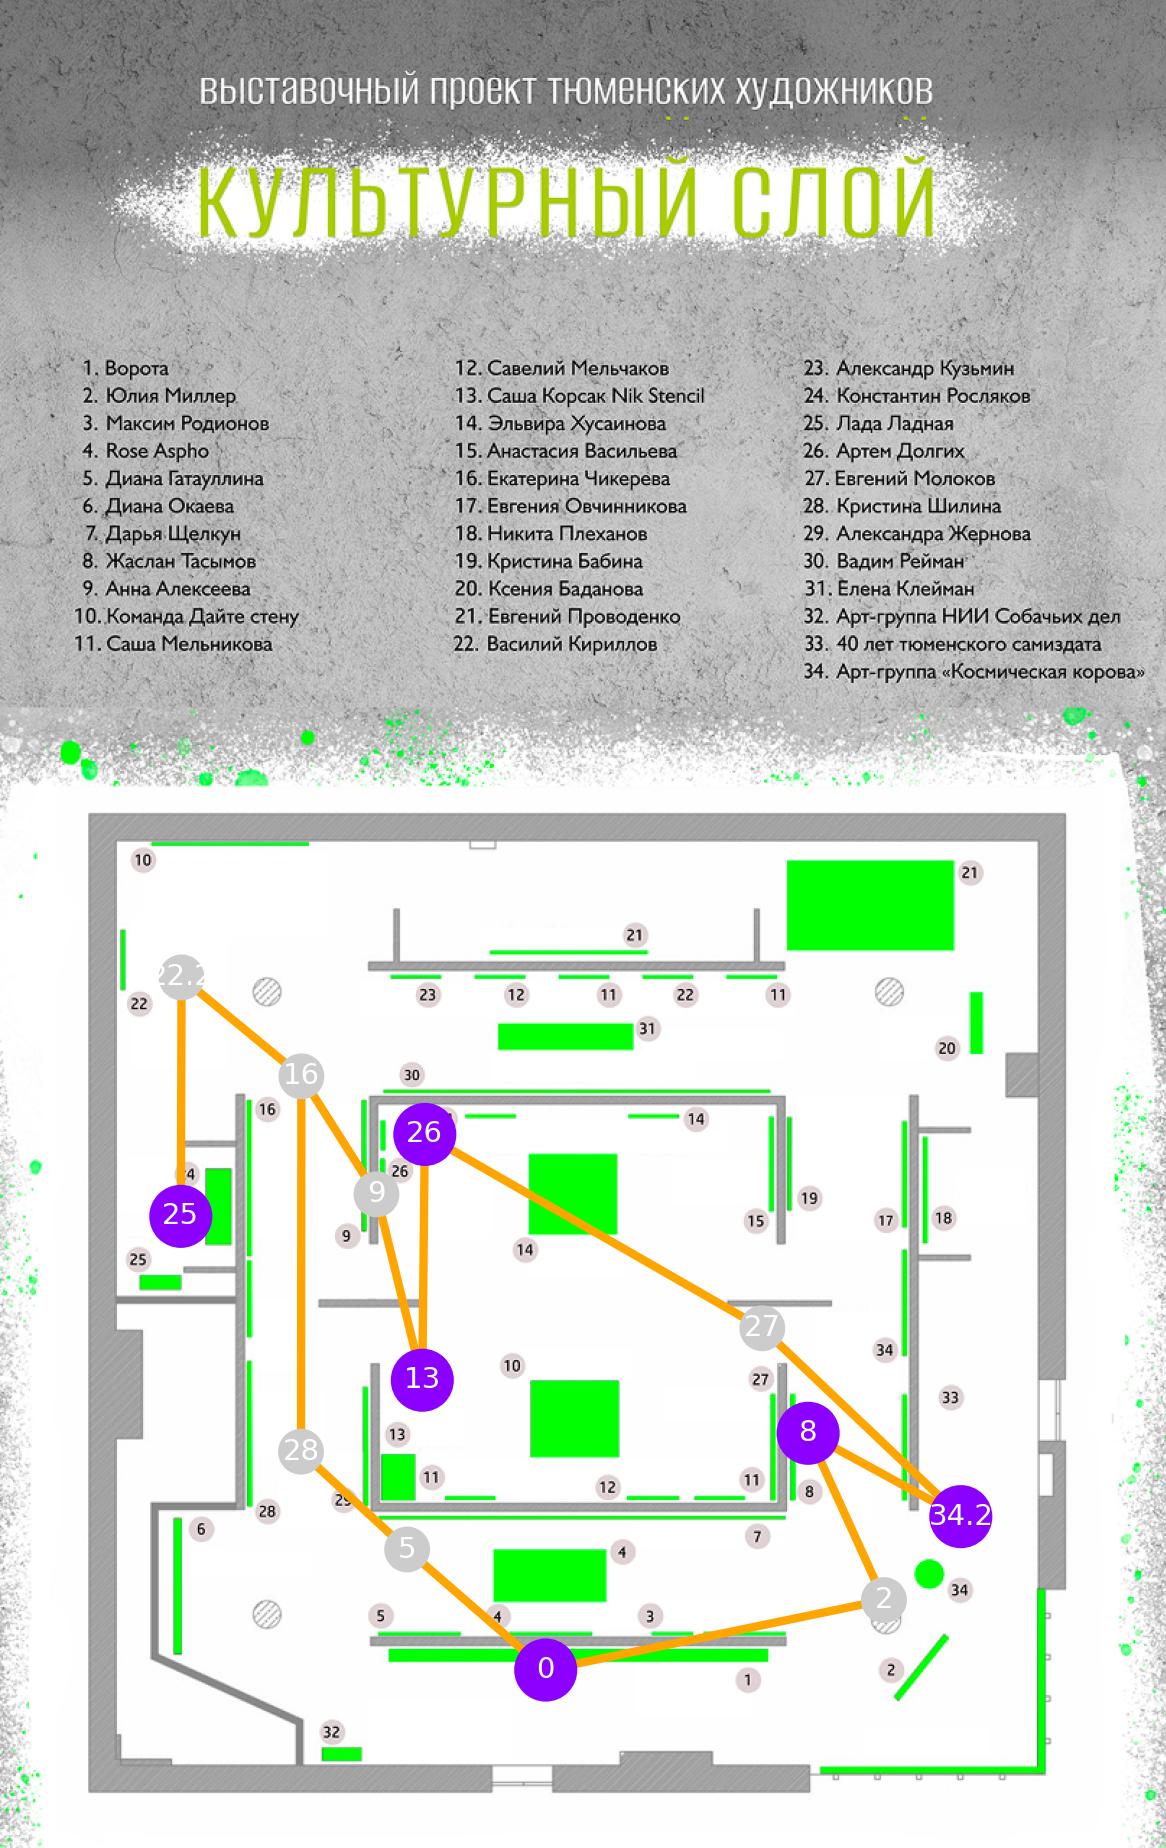 выставочный проект тюменских художников
КУЛЬТУРНЫЙ СЛОЙ
1. Ворота
2. Юлия Миллер
3. Максим Родионов
4. Rose Aspho
5. Диана Гатауллина
6. Диана Окаева
7. Дарья Щелкун
8. Жаслан Тасымов
9. Анна Алексеева
10. Команда Дайте стену
11. Саша Мельникова
12. Савелий Мельчаков
13. Саша Корсак Nik Stencil
14. Эльвира Хусаинова
15. Анастасия Васильева
16. Екатерина Чикерева
17. Евгения Овчинникова
18. Никита Плеханов
19. Кристина Бабина
20. Ксения Баданова
21. Евгений Проводенко
22. Василий Кириллов
23. Александр Кузьмин
24. Константин Росляков
25. Лада Ладная
26. Артем Долгих
27. Евгений Молоков
28. Кристина Шилина
29. Александра Жернова
30. Вадим Рейман
31. Елена Клейман
32. Арт-группа НИИ Собачьих дел
33. 40 лет тюменского самиздата
34. Арт-группа «Космическая корова»
10
21
21
22.2
22
23
12
11
22
11
31
20
16
30
16
14
26
26
9
9
25
25
14
15
19
17
18
27
34
13
10
27
33
13
8
28
11
12
11
8
29
28
34.2
6
5
7
4
34
2
5
4
3
0
1
2
32